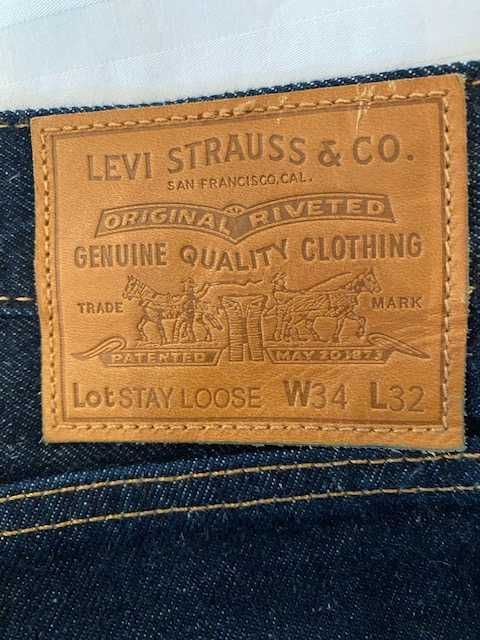 LEVI STRAUSS & CO.
SAN FRANCISCO, CAL.
ORIGINAL RIVETED
GENUINE QUALITY CLOTHING
TRADE MARK
PATENTED MAY 20 1873
Lot STAY LOOSE W34 L32